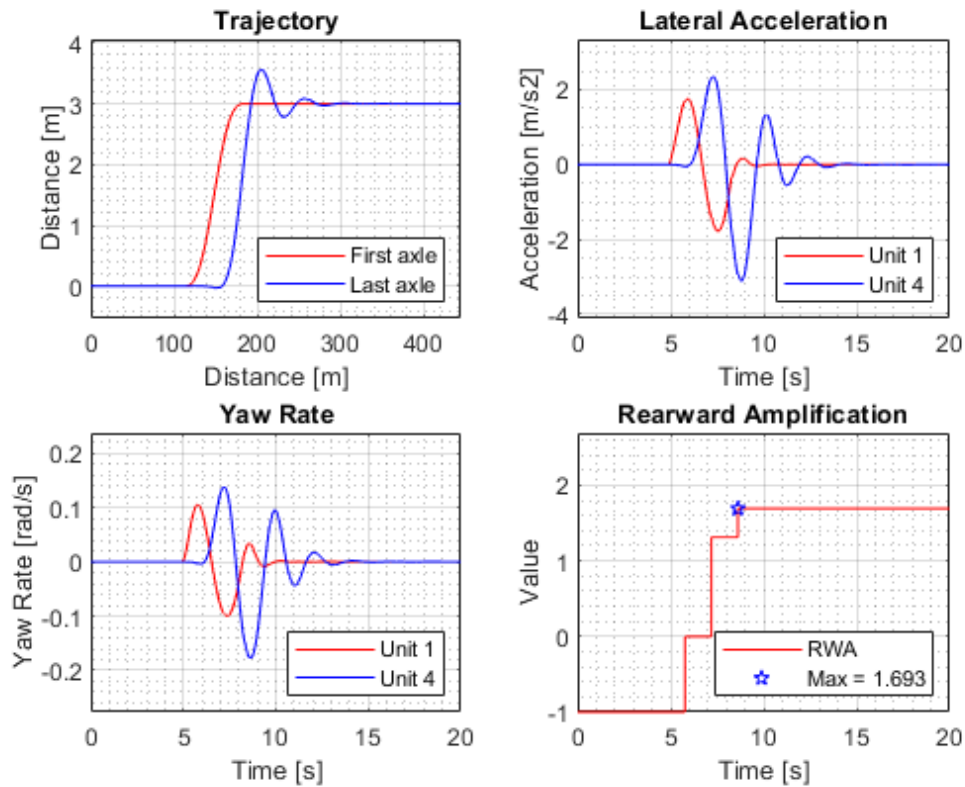 Trajectory
Distance [m]
4
3
2
1
0
0 100 200 300 400
Distance [m]
First axle
Last axle
Lateral Acceleration
Acceleration [m/s2]
2
0
-2
-4
0 5 10 15 20
Time [s]
Unit 1
Unit 4
Yaw Rate
Yaw Rate [rad/s]
0.2
0.1
0
-0.1
-0.2
0 5 10 15 20
Time [s]
Unit 1
Unit 4
Rearward Amplification
Value
2
1
0
-1
0 5 10 15 20
Time [s]
RWA
Max = 1.693